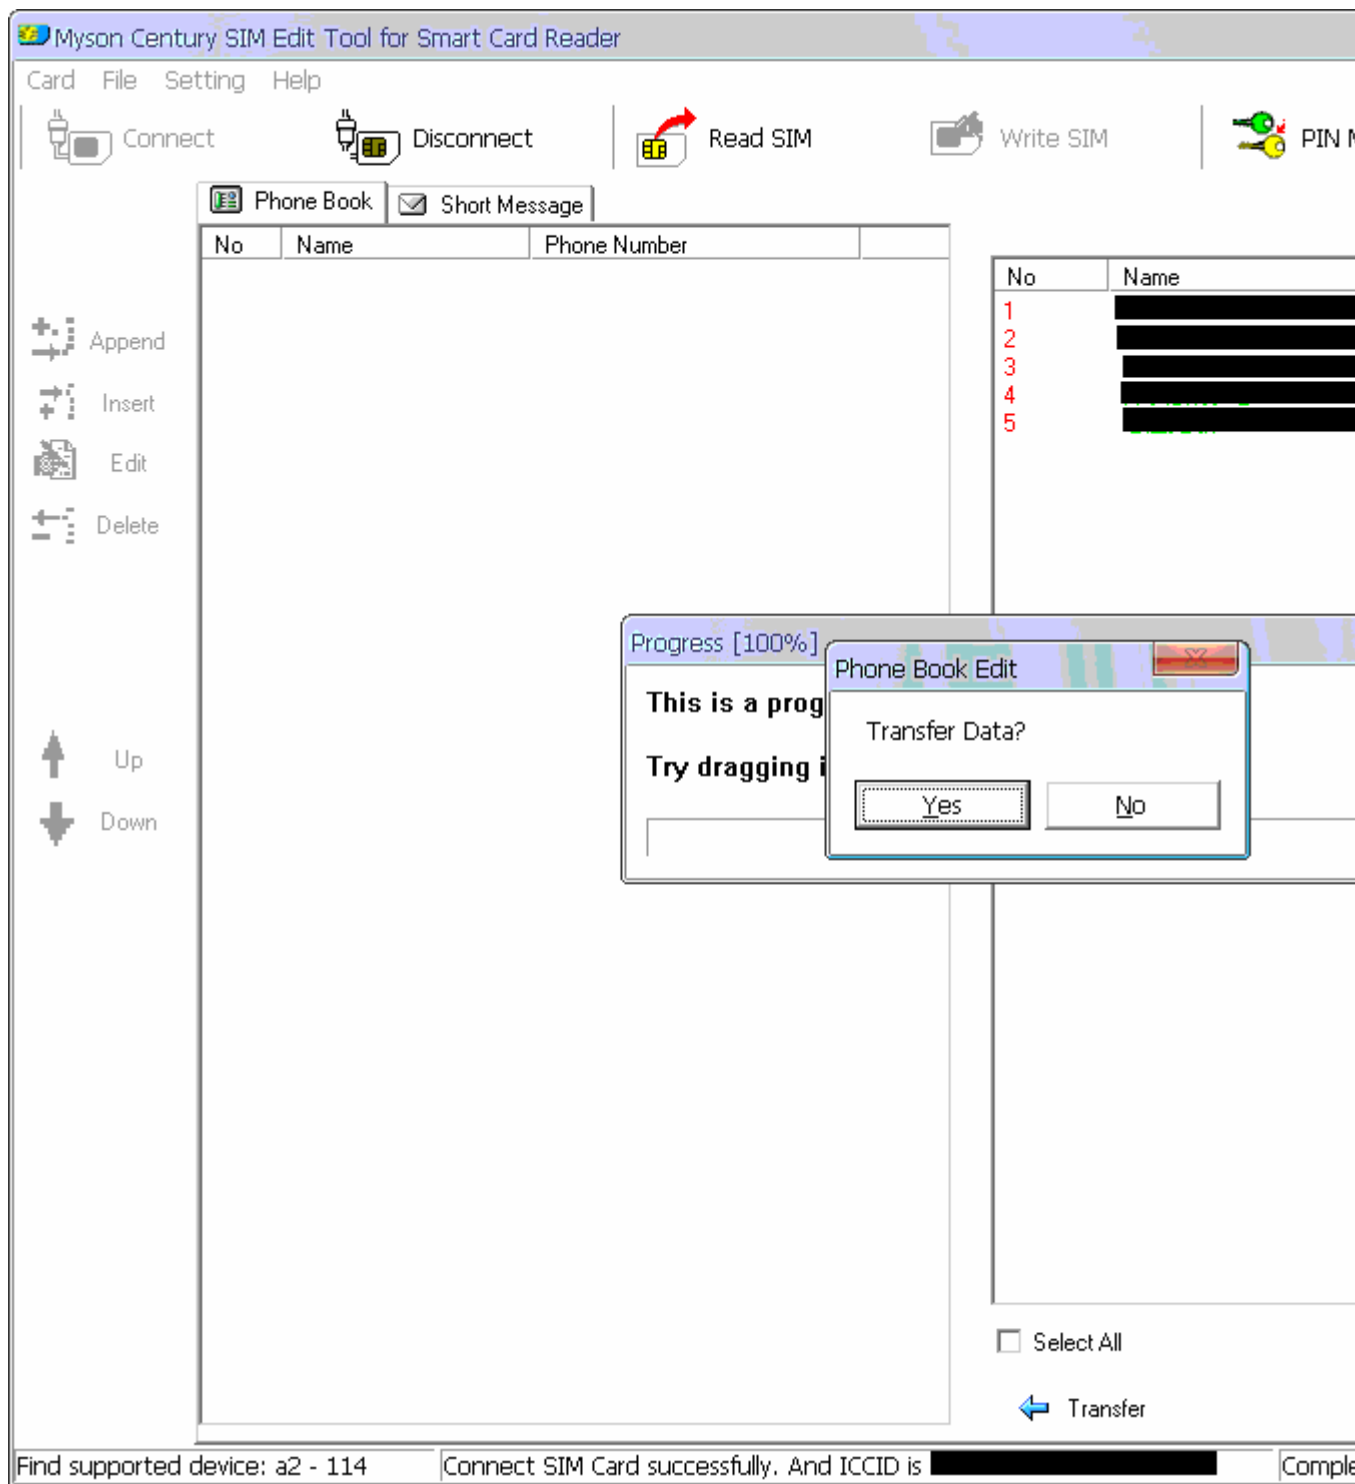 Myson Century SIM Edit Tool for Smart Card Reader
Card File Setting Help
Connect Disconnect Read SIM Write SIM PIN
Phone Book Short Message
No Name Phone Number
No Name
1
2
3
4
5
Append
Insert
Edit
Delete
Up
Down
Progress [100%]
This is a prog
Try dragging i
Phone Book Edit
Transfer Data?
Yes No
Select All
Transfer
Find supported device: a2 - 114 Connect SIM Card successfully. And ICCID is Comple